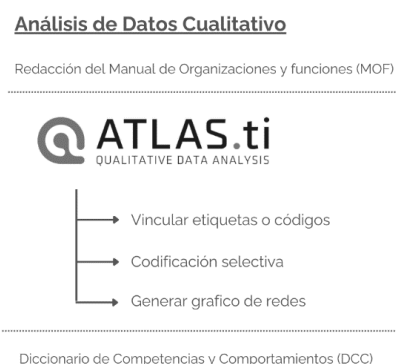 Análisis de Datos Cualitativo
Redacción del Manual de Organizaciones y funciones (MOF)
ATLAS.ti
QUALITATIVE DATA ANALYSIS
Vincular etiquetas o códigos
Codificación selectiva
Generar grafico de redes
Diccionario de Competencias y Comportamientos (DCC)